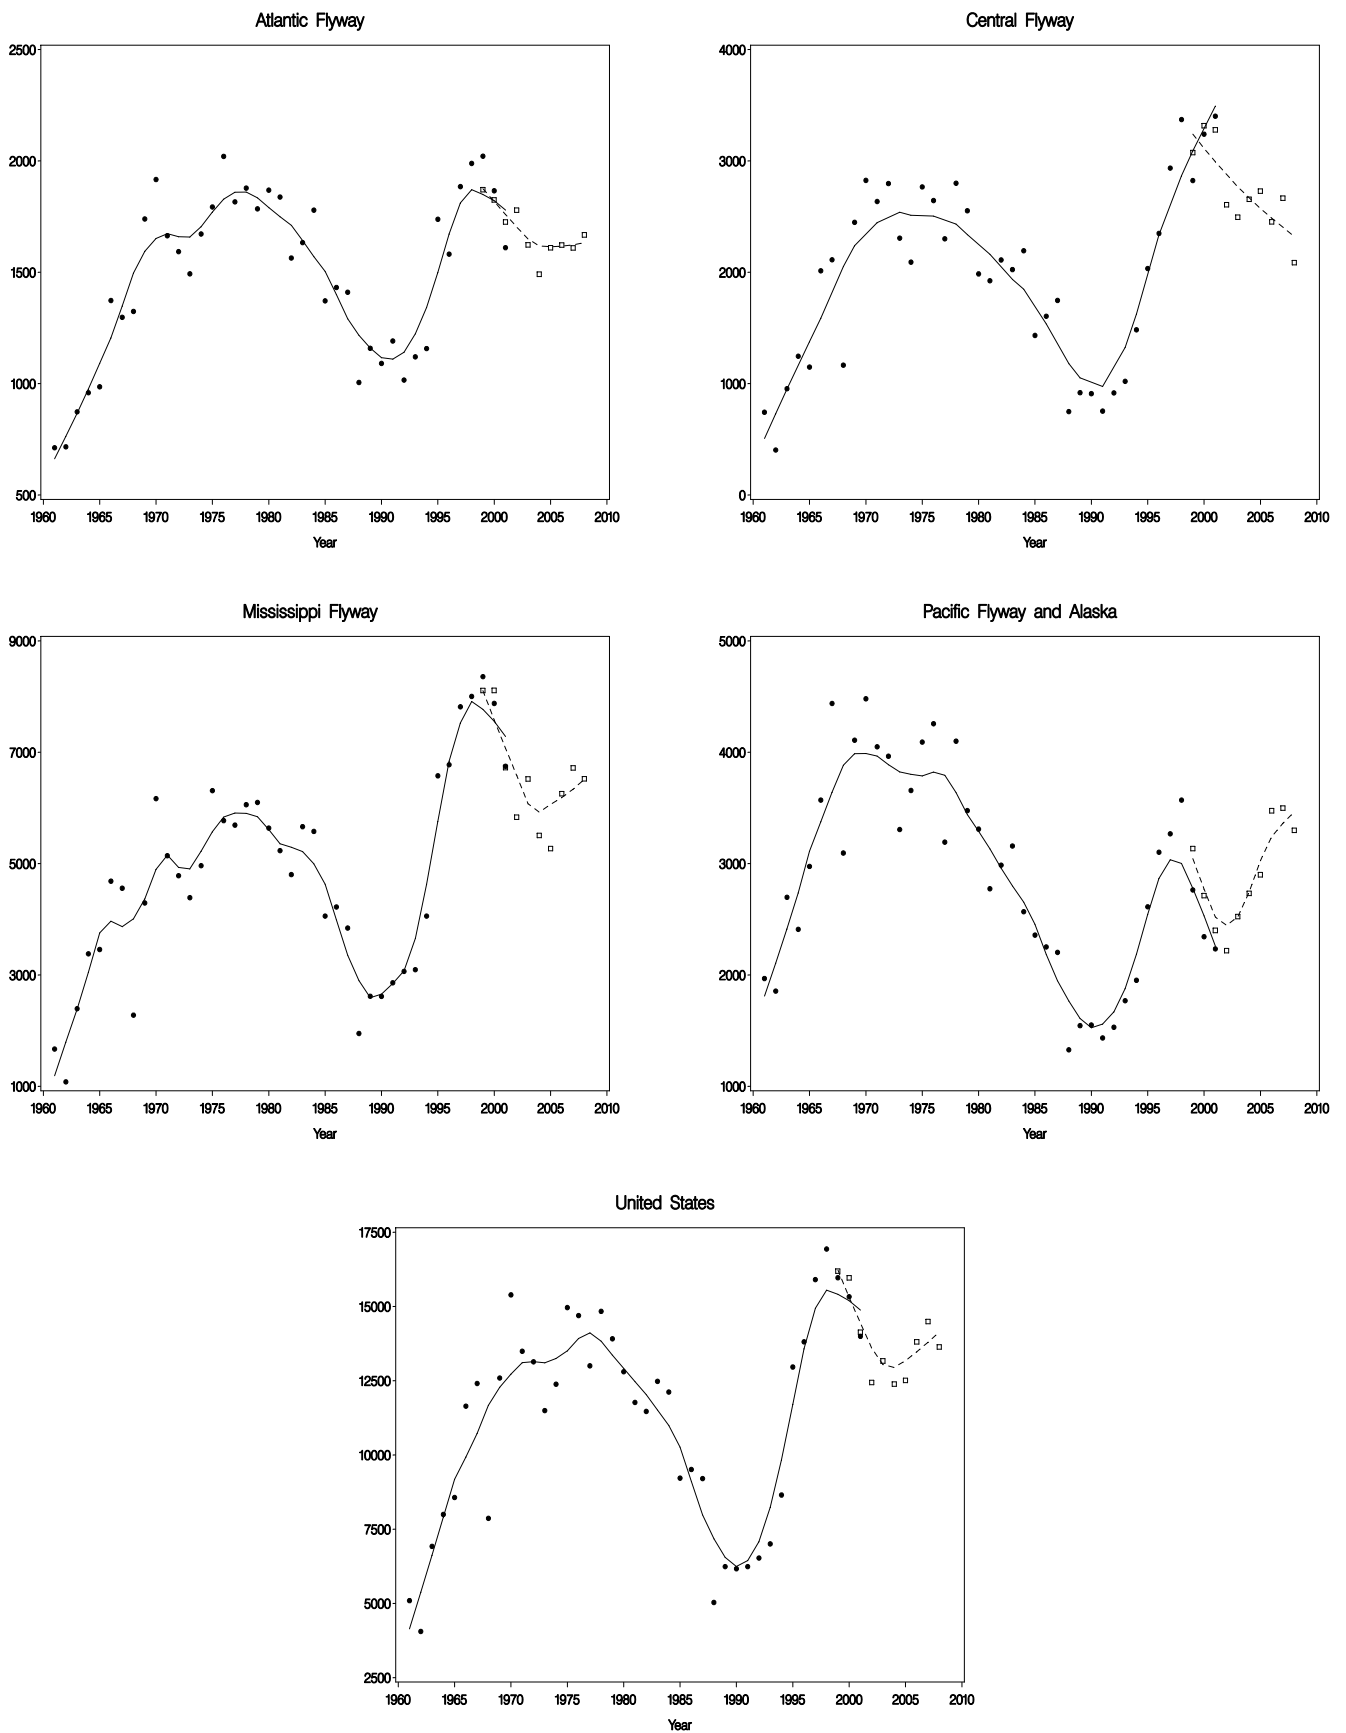 Atlantic Flyway
2500
2000
1500
1000
500
1960 1965 1970 1975 1980 1985 1990 1995 2000 2005 2010
Year
Central Flyway
4000
3000
2000
1000
0
1960 1965 1970 1975 1980 1985 1990 1995 2000 2005 2010
Year
Mississippi Flyway
9000
7000
5000
3000
1000
1960 1965 1970 1975 1980 1985 1990 1995 2000 2005 2010
Year
Pacific Flyway and Alaska
5000
4000
3000
2000
1000
1960 1965 1970 1975 1980 1985 1990 1995 2000 2005 2010
Year
United States
17500
15000
12500
10000
7500
5000
2500
1960 1965 1970 1975 1980 1985 1990 1995 2000 2005 2010
Year